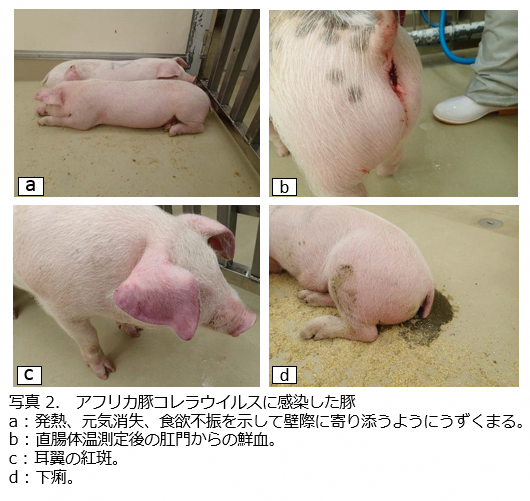 a
b
c
d
写真 2.　アフリカ豚コレラウイルスに感染した豚
a：発熱、元気消失、食欲不振を示して壁際に寄り添うようにうずくまる。
b：直腸体温測定後の肛門からの鮮血。
c：耳翼の紅斑。
d：下痢。